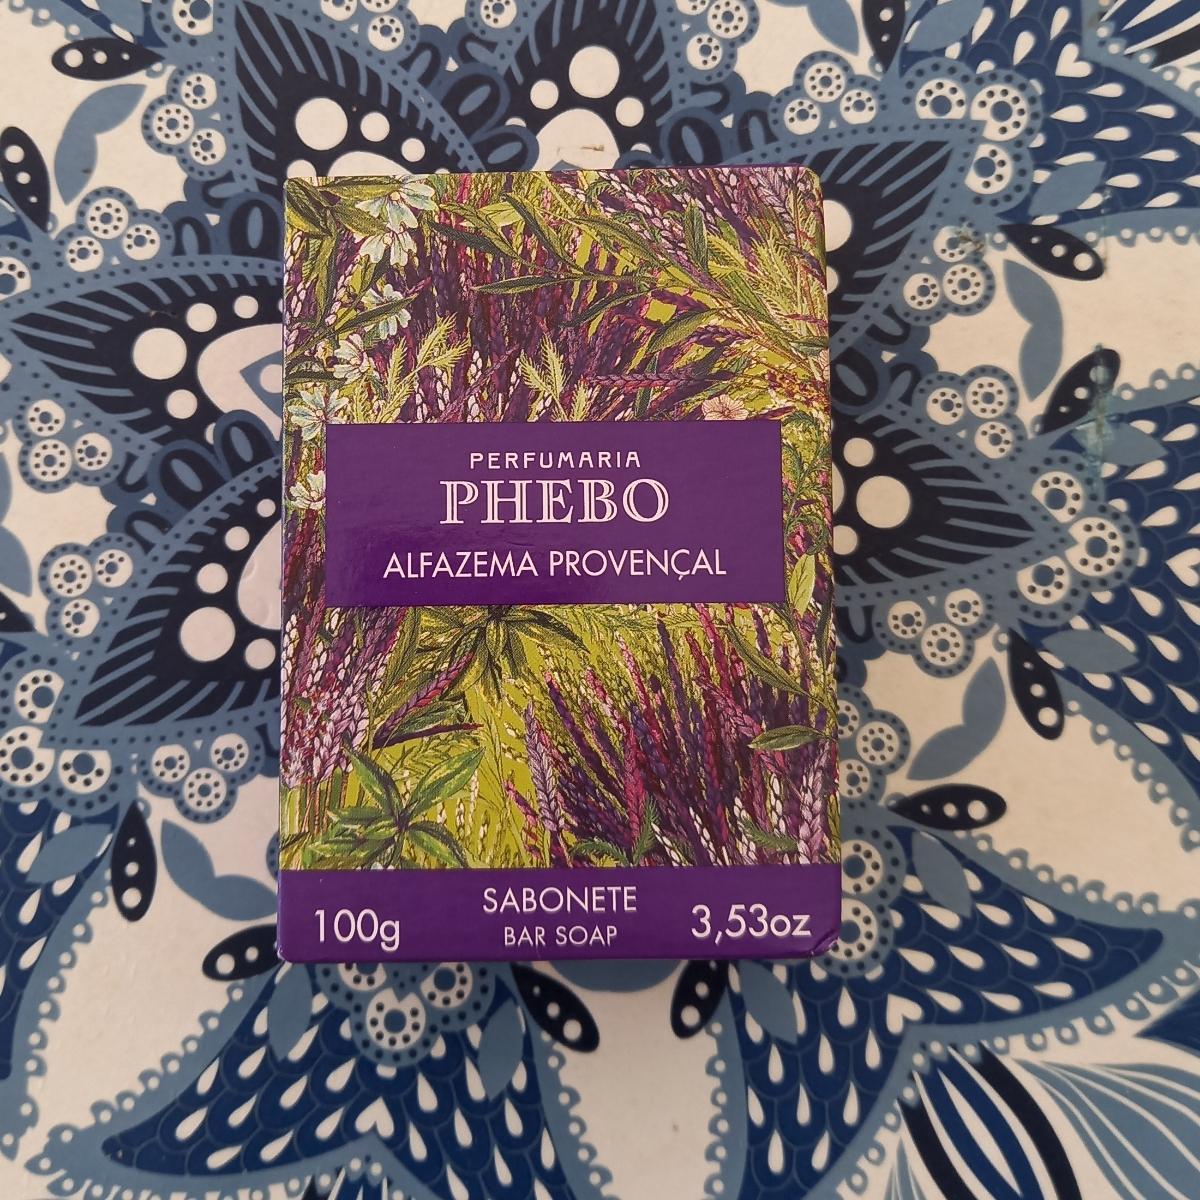 PERFUMARIA
PHEBO
ALFAZEMA PROVENÇAL
100g
SABONETE
BAR SOAP
3,53oz